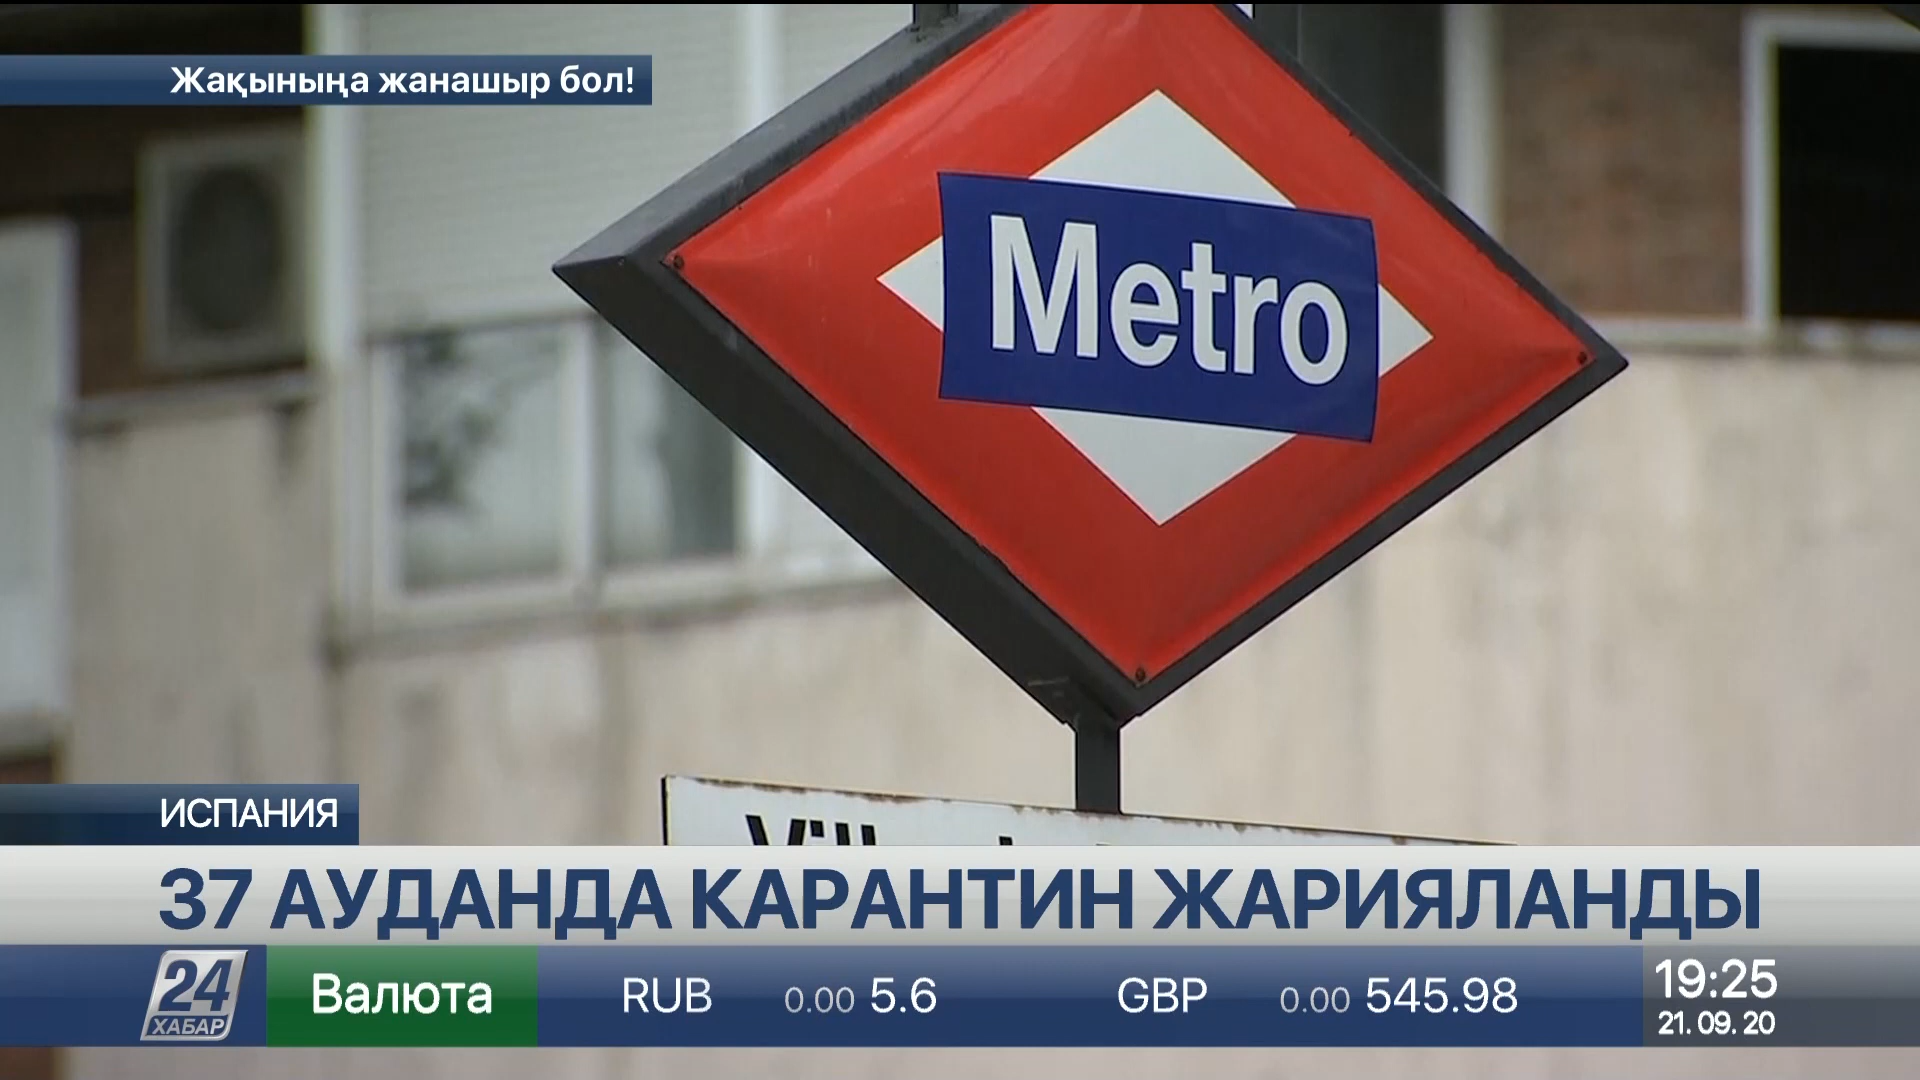 Жақыныңа жанашыр бол!
Metro
ИСПАНИЯ
37 АУДАНДА КАРАНТИН ЖАРИЯЛАНДЫ
24 ХАБАР
Валюта
RUB 0.00 5.6 GBP 0.00 545.98
19:25
21. 09. 20